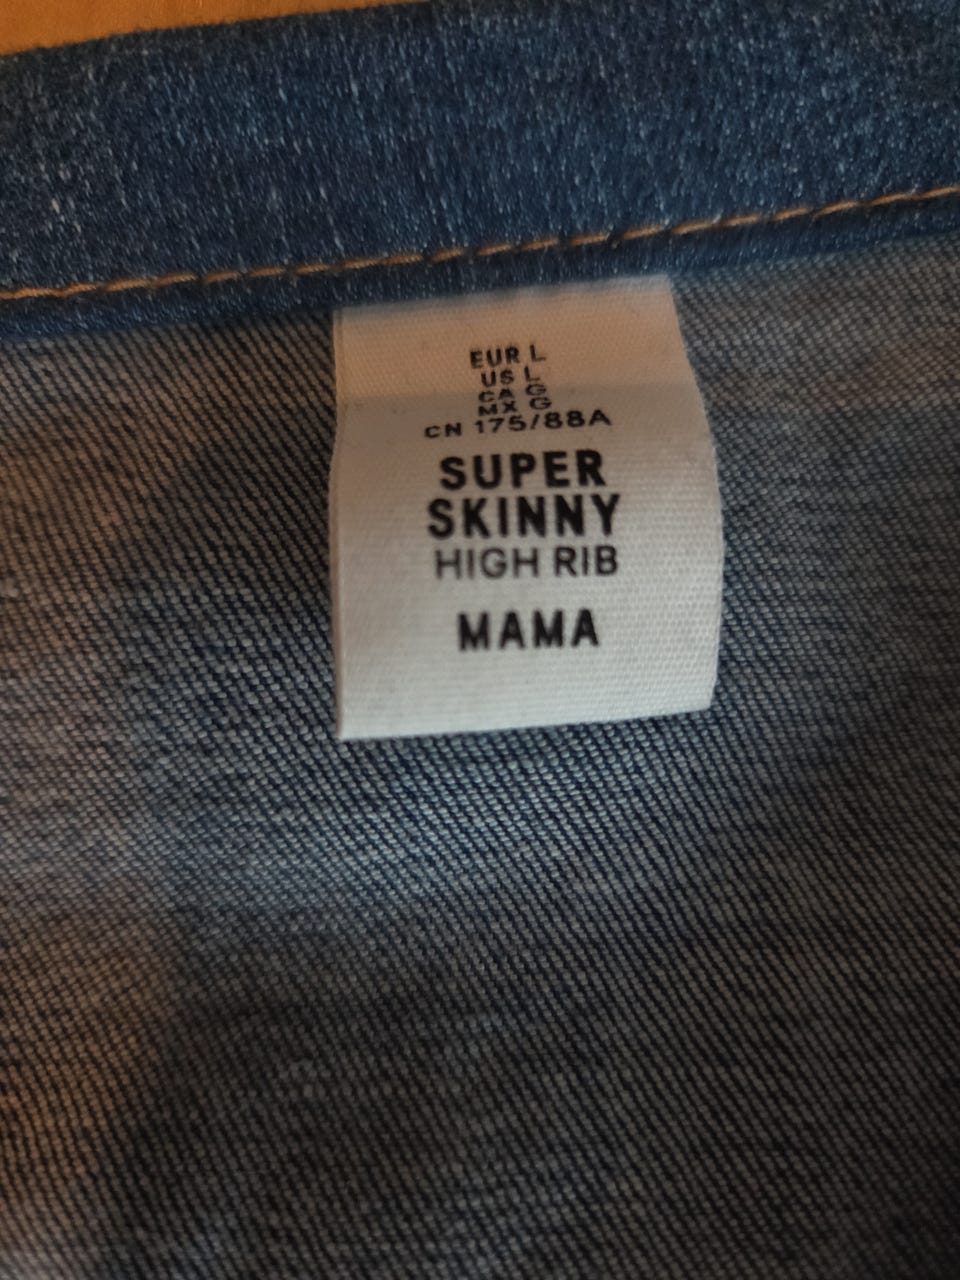 EUR L
US L
CA G
MX G
CN 175/88A
SUPER
SKINNY
HIGH RIB
MAMA